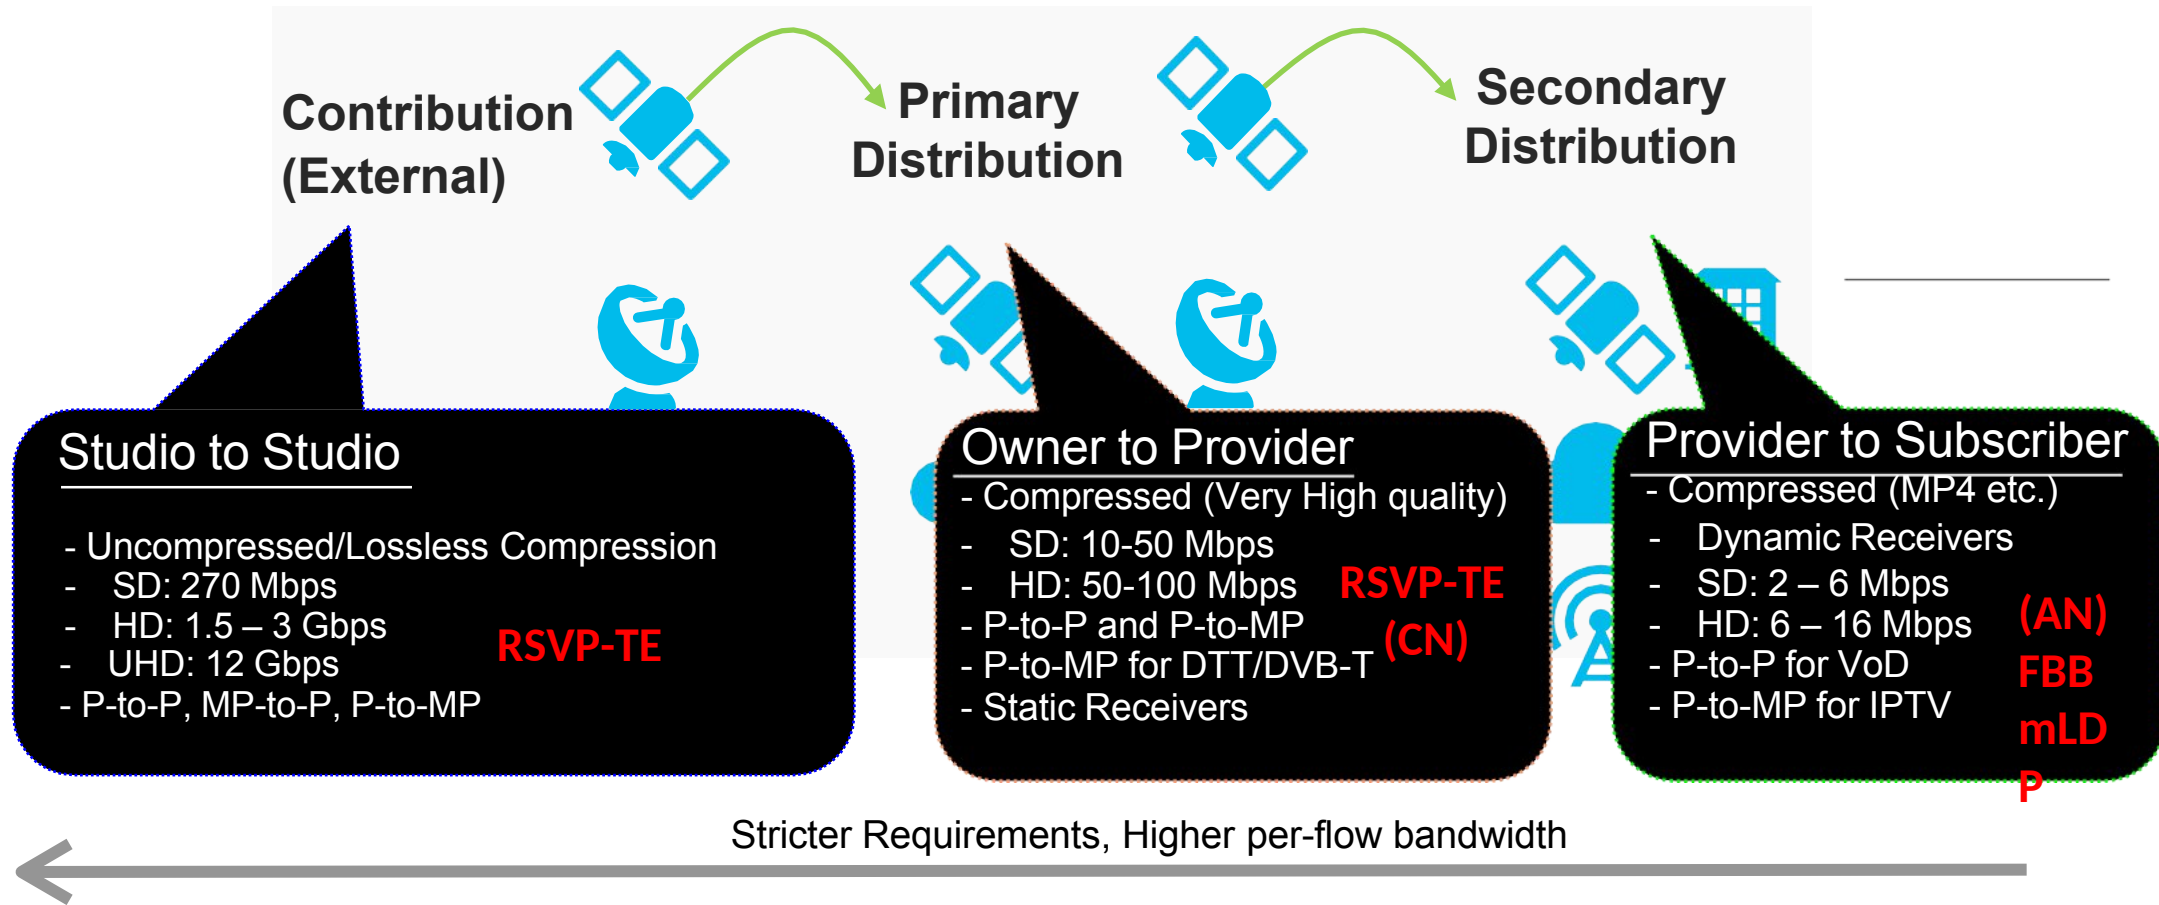 Contribution
(External)
Primary
Distribution
Secondary
Distribution
Studio to Studio
- Uncompressed/Lossless Compression
- SD: 270 Mbps
- HD: 1.5 – 3 Gbps
- UHD: 12 Gbps
- P-to-P, MP-to-P, P-to-MP
RSVP-TE
Owner to Provider
- Compressed (Very High quality)
- SD: 10-50 Mbps
- HD: 50-100 Mbps
- P-to-P and P-to-MP
- P-to-MP for DTT/DVB-T
- Static Receivers
RSVP-TE
(CN)
Provider to Subscriber
- Compressed (MP4 etc.)
- Dynamic Receivers
- SD: 2 – 6 Mbps
- HD: 6 – 16 Mbps
- P-to-P for VoD
- P-to-MP for IPTV
(AN)
FBB
mLD
P
Stricter Requirements, Higher per-flow bandwidth